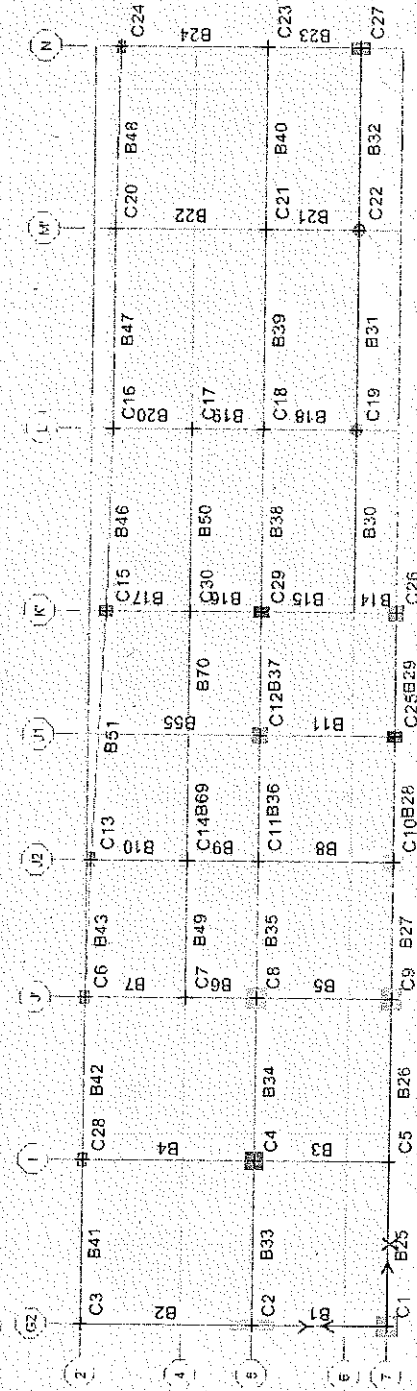 G2 I J' J2 J1 K' L M' N
2 C3 B41 C28 B42 C6 B43 C13 B51 C15 B46 C16 B47 C20 B48 C24
B2 B4 B7 B10 B55 B17 B20 B22 B24
4 C7 B49 C14 B69 B70 C30 B50 C17
B6 B9 B16 B19
5 C2 B33 C4 B34 C8 B35 C11 B36 C12 B37 C29 B38 C18 B39 C21 B40 C23
B1 B3 B5 B8 B11 B15 B18 B21 B23
6 B14 B30 C19 B31 C22 B32 C27
7 C1 B25 C5 B26 C9 B27 C10 B28 C25 B29 C26
X
Y